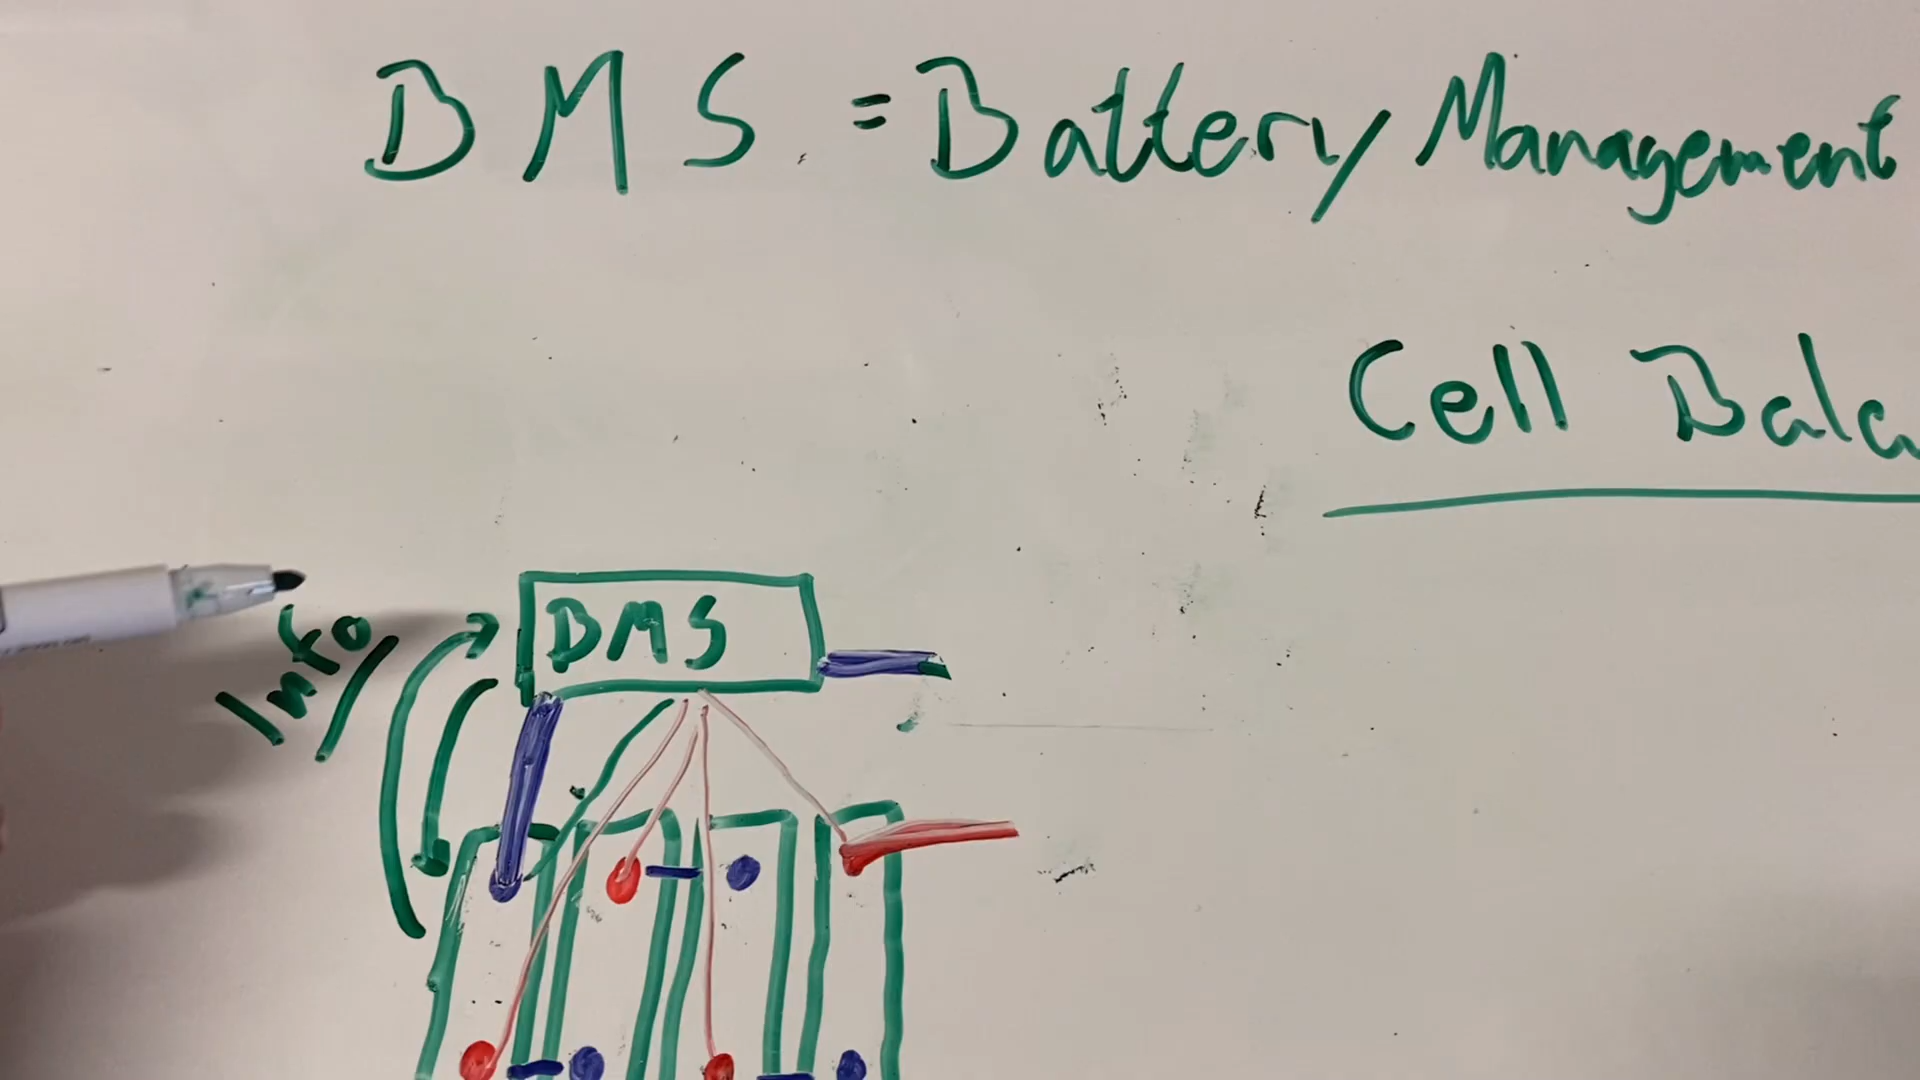 BMS = Battery Management
Cell Bala
Info
BMS